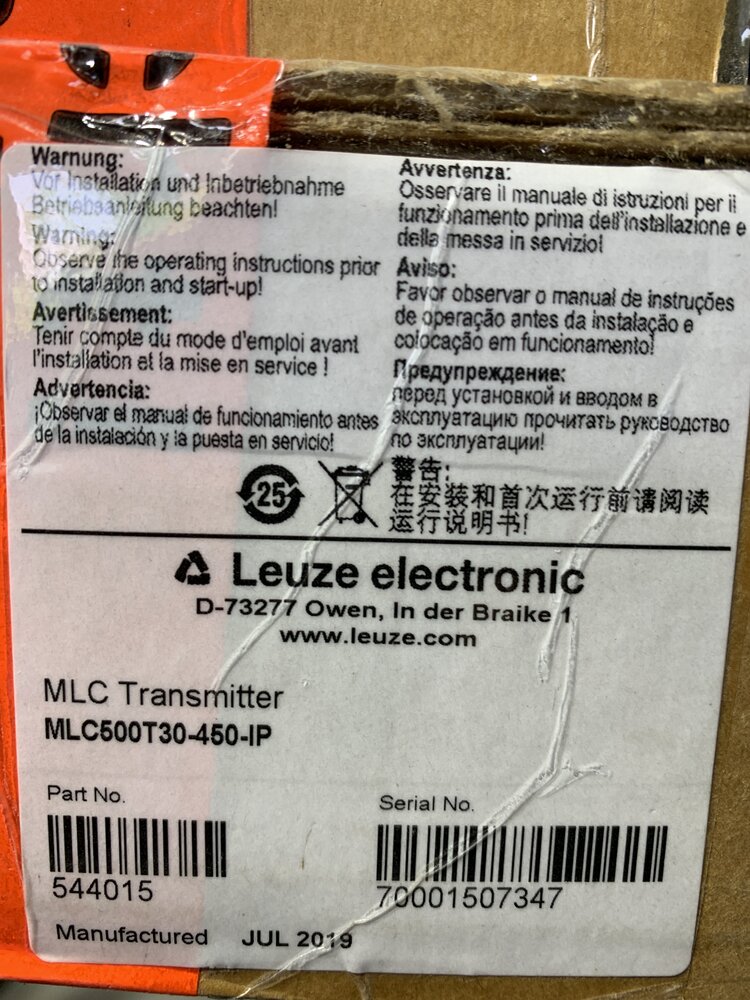 Warnung:
Vor Installation und Inbetriebnahme
Betriebsanleitung beachten!
Warning:
Observe the operating instructions prior
to installation and start-up!
Avertissement:
Tenir compte du mode d'emploi avant
l'installation et la mise en service !
Advertencia:
¡Observar el manual de funcionamiento antes
de la instalación y la puesta en servicio!
Avvertenza:
Osservare il manuale di istruzioni per il
funzionamento prima dell'installazione e
della messa in servizio!
Aviso:
Favor observar o manual de instruções
de operação antes da instalação e
colocação em funcionamento!
Предупреждение:
перед установкой и вводом в
эксплуатацию прочитать руководство
по эксплуатации!
25
警告:
在安装和首次运行前请阅读
运行说明书!
Leuze electronic
D-73277 Owen, In der Braike 1
www.leuze.com
MLC Transmitter
MLC500T30-450-IP
Part No.
544015
Serial No.
70001507347
Manufactured JUL 2019